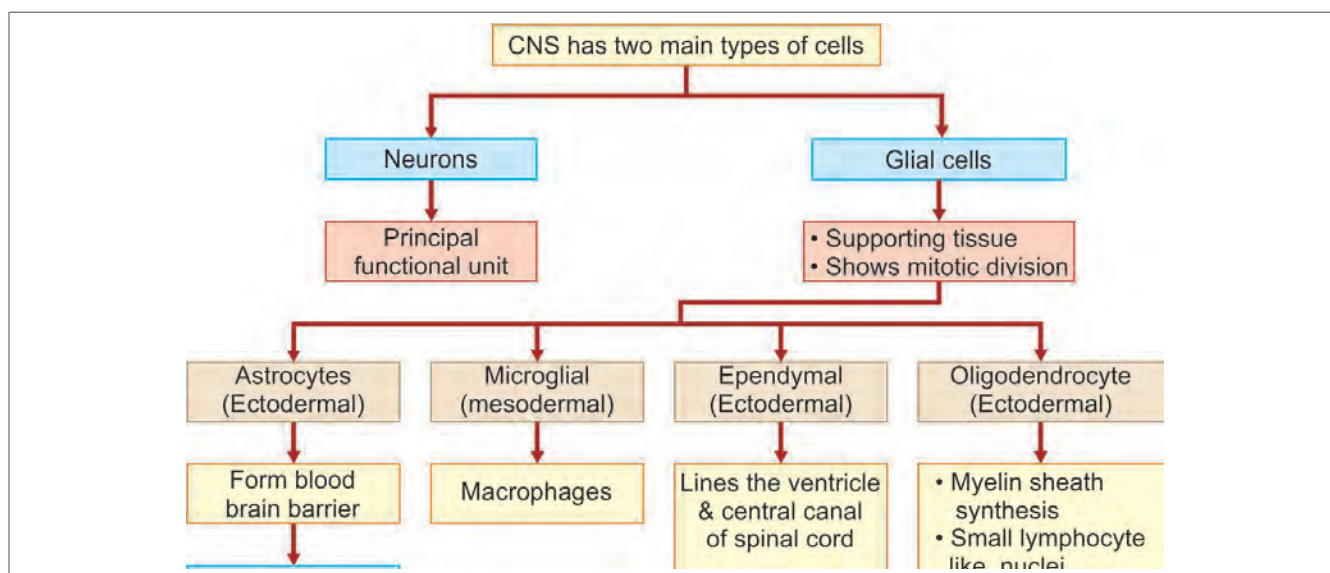 CNS has two main types of cells
Neurons
Glial cells
Principal
functional unit
• Supporting tissue
• Shows mitotic division
Astrocytes
(Ectodermal)
Microglial
(mesodermal)
Ependymal
(Ectodermal)
Oligodendrocyte
(Ectodermal)
Form blood
brain barrier
Macrophages
Lines the ventricle
& central canal
of spinal cord
• Myelin sheath
synthesis
• Small lymphocyte
like nuclei